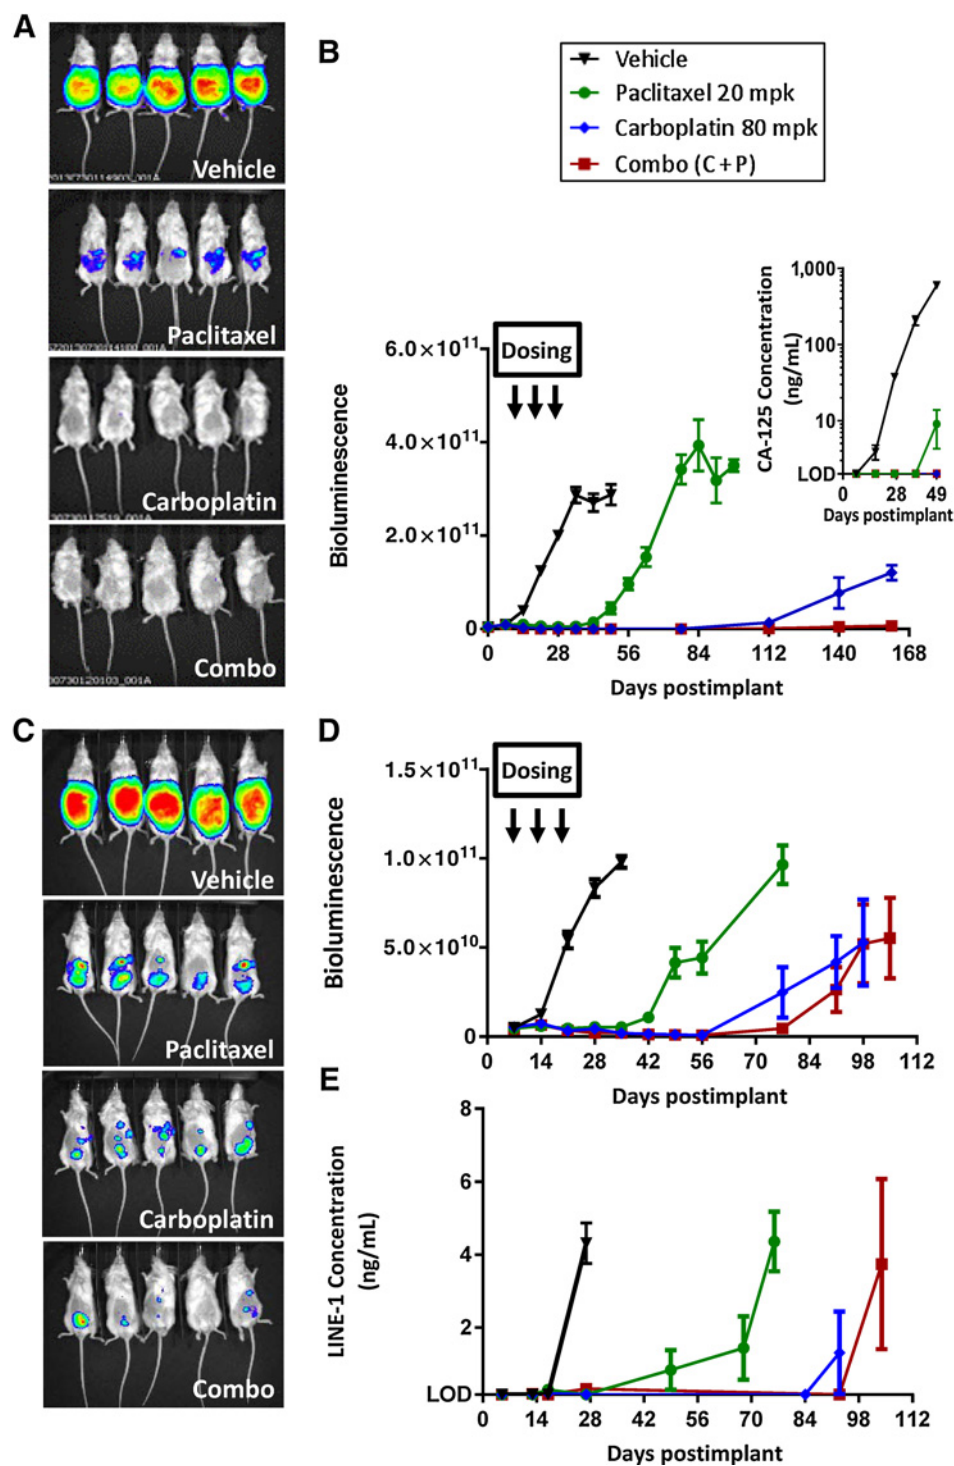 A
Vehicle
Paclitaxel
Carboplatin
Combo
B
Vehicle
Paclitaxel 20 mpk
Carboplatin 80 mpk
Combo (C+P)
Dosing
Bioluminescence
6.0×10¹¹
4.0×10¹¹
2.0×10¹¹
0
0 28 56 84 112 140 168
Days postimplant
CA-125 Concentration
(ng/mL)
1,000
100
10
LOD
0 28 49
Days postimplant
C
Vehicle
Paclitaxel
Carboplatin
Combo
D
Dosing
Bioluminescence
1.5×10¹¹
1.0×10¹¹
5.0×10¹⁰
0
0 14 28 42 56 70 84 98 112
Days postimplant
E
LINE-1 Concentration
(ng/mL)
8
6
4
2
LOD
0 14 28 42 56 70 84 98 112
Days postimplant